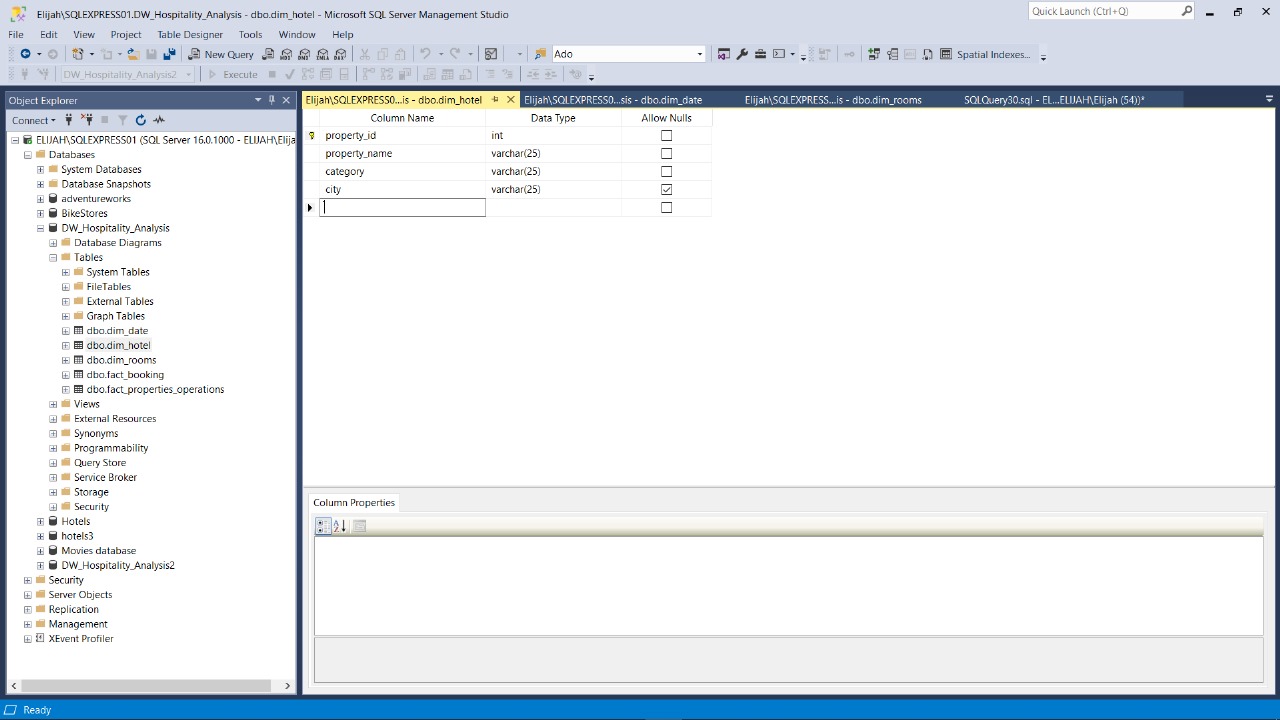 Elijah\SQLEXPRESS01.DW_Hospitality_Analysis - dbo.dim_hotel - Microsoft SQL Server Management Studio
Quick Launch (Ctrl+Q)
File Edit View Project Table Designer Tools Window Help
New Query
MDX DMX XMLA DAX
Ado
Spatial Indexes...
DW_Hospitality_Analysis2
Execute
Object Explorer
Elijah\SQLEXPRESS0...is - dbo.dim_hotel
Elijah\SQLEXPRESS0...sis - dbo.dim_date
Elijah\SQLEXPRESS...is - dbo.dim_rooms
SQLQuery30.sql - EL...ELIJAH\Elijah (54))*
Connect
ELIJAH\SQLEXPRESS01 (SQL Server 16.0.1000 - ELIJAH\Elija
Databases
System Databases
Database Snapshots
adventureworks
BikeStores
DW_Hospitality_Analysis
Database Diagrams
Tables
System Tables
FileTables
External Tables
Graph Tables
dbo.dim_date
dbo.dim_hotel
dbo.dim_rooms
dbo.fact_booking
dbo.fact_properties_operations
Views
External Resources
Synonyms
Programmability
Query Store
Service Broker
Storage
Security
Hotels
hotels3
Movies database
DW_Hospitality_Analysis2
Security
Server Objects
Replication
Management
XEvent Profiler
Column Name Data Type Allow Nulls
property_id int
property_name varchar(25)
category varchar(25)
city varchar(25)
Column Properties
Ready